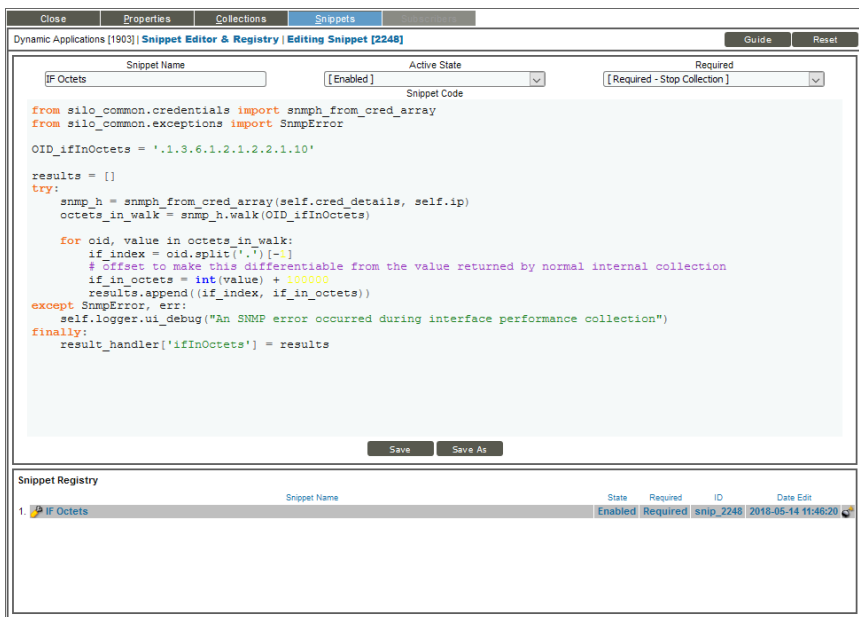 Close Properties Collections Snippets Subscribers
Dynamic Applications [1903] | Snippet Editor & Registry | Editing Snippet [2248] Guide Reset
Snippet Name Active State Required
IF Octets [ Enabled ] [ Required - Stop Collection ]
Snippet Code
from silo_common.credentials import snmph_from_cred_array
from silo_common.exceptions import SnmpError
OID_ifInOctets = '.1.3.6.1.2.1.2.2.1.10'
results = []
try:
    snmp_h = snmph_from_cred_array(self.cred_details, self.ip)
    octets_in_walk = snmp_h.walk(OID_ifInOctets)
    for oid, value in octets_in_walk:
        if_index = oid.split('.')[-1]
        # offset to make this differentiable from the value returned by normal internal collection
        if_in_octets = int(value) + 100000
        results.append((if_index, if_in_octets))
except SnmpError, err:
    self.logger.ui_debug("An SNMP error occurred during interface performance collection")
finally:
    result_handler['ifInOctets'] = results
Save Save As
Snippet Registry
Snippet Name State Required ID Date Edit
1. IF Octets Enabled Required snip_2248 2018-05-14 11:46:20